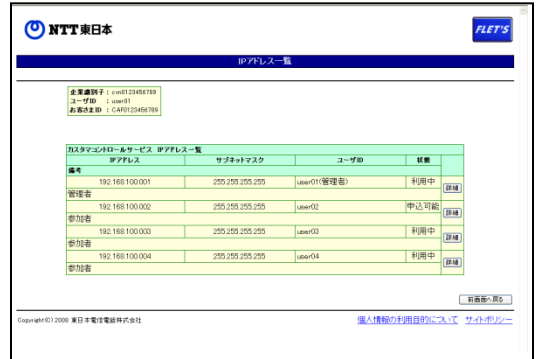 NTT東日本
FLET'S
IPアドレス一覧
企業識別子：cvn0123456789
ユーザID ：user01
お客さまID ：CAF0123456789
カスタマコントロールサービス IPアドレス一覧
IPアドレス サブネットマスク ユーザID 状態
備考
192.168.100.001 255.255.255.255 user01(管理者) 利用中 詳細
管理者
192.168.100.002 255.255.255.255 user02 申込可能 詳細
参加者
192.168.100.003 255.255.255.255 user03 利用中 詳細
参加者
192.168.100.004 255.255.255.255 user04 利用中 詳細
参加者
前画面へ戻る
Copyright(C) 2008 東日本電信電話株式会社 個人情報の利用目的について サイトポリシー